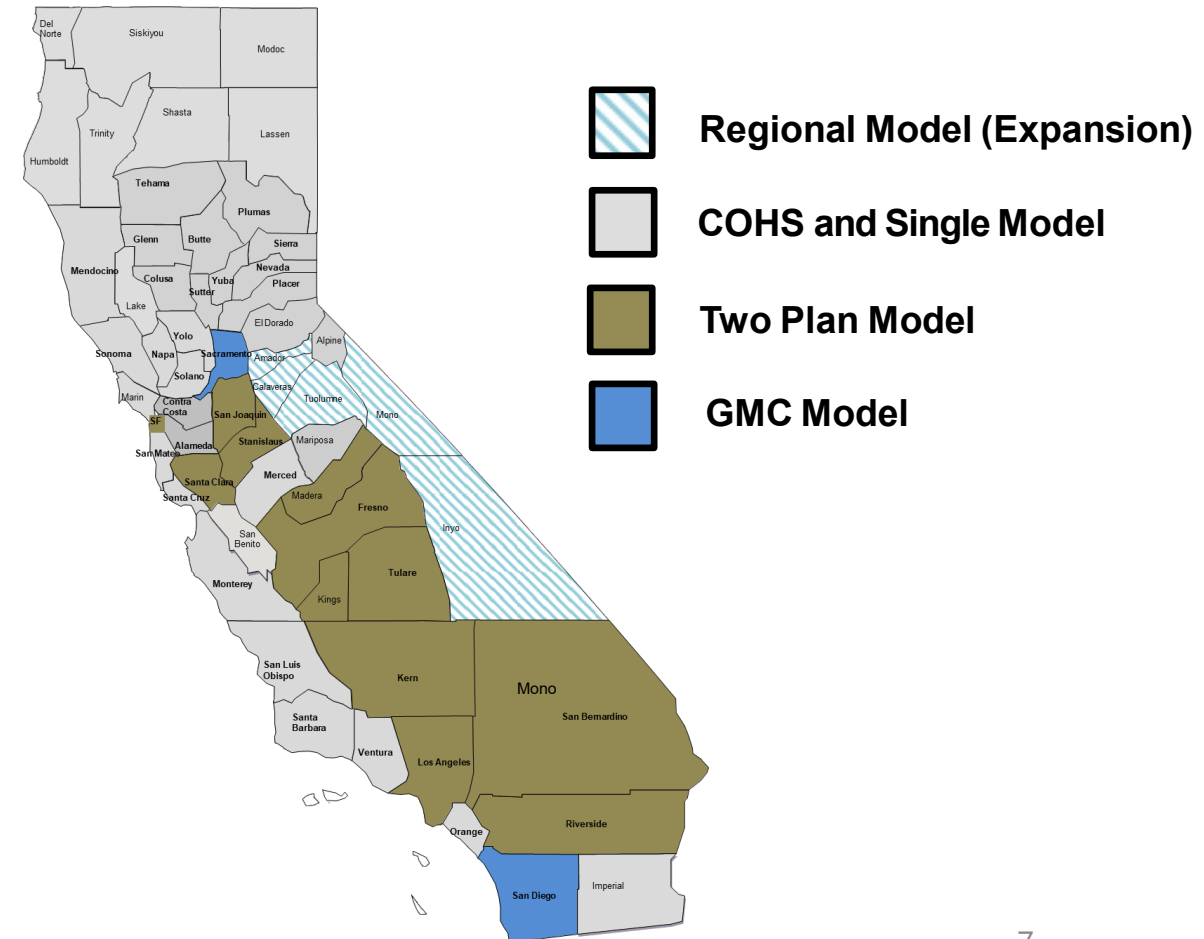 Del
Norte
Siskiyou
Modoc
Shasta
Trinity
Lassen
Humboldt
Tehama
Plumas
Glenn
Butte
Sierra
Mendocino
Colusa
Nevada
Yuba
Placer
Sutter
Lake
El Dorado
Yolo
Alpine
Sonoma
Napa
Sacramento
Amador
Solano
Calaveras
Marin
Tuolumne
Contra
Costa
San Joaquin
Mono
SF
Alameda
Stanislaus
Mariposa
San Mateo
Merced
Santa Clara
Madera
Santa Cruz
Fresno
San
Benito
Inyo
Monterey
Tulare
Kings
San Luis
Obispo
Kern
Mono
San Bernardino
Santa
Barbara
Ventura
Los Angeles
Orange
Riverside
San Diego
Imperial
Regional Model (Expansion)
COHS and Single Model
Two Plan Model
GMC Model
7